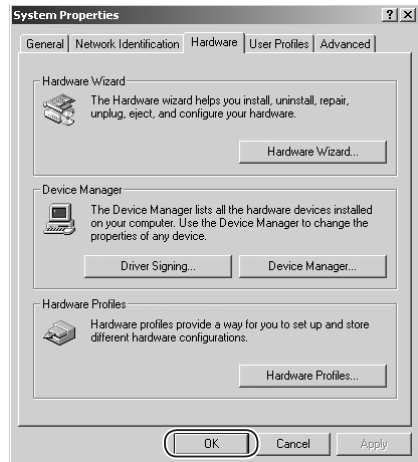 System Properties
General Network Identification Hardware User Profiles Advanced
Hardware Wizard
The Hardware wizard helps you install, uninstall, repair,
unplug, eject, and configure your hardware.
Hardware Wizard...
Device Manager
The Device Manager lists all the hardware devices installed
on your computer. Use the Device Manager to change the
properties of any device.
Driver Signing... Device Manager...
Hardware Profiles
Hardware profiles provide a way for you to set up and store
different hardware configurations.
Hardware Profiles...
OK Cancel Apply